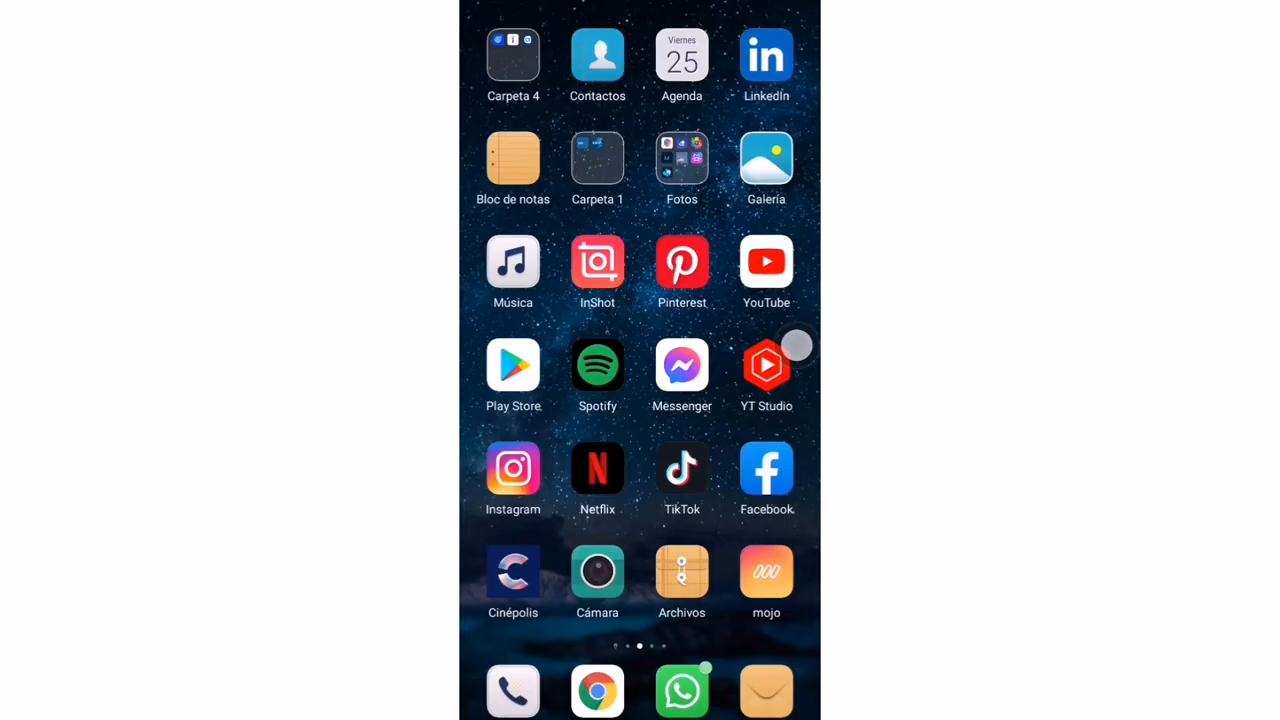 Viernes
25
in
Carpeta 4
Contactos
Agenda
LinkedIn
Bloc de notas
Carpeta 1
Fotos
Galería
Música
InShot
Pinterest
YouTube
Play Store
Spotify
Messenger
YT Studio
N
Instagram
Netflix
TikTok
Facebook
Cinépolis
Cámara
Archivos
mojo